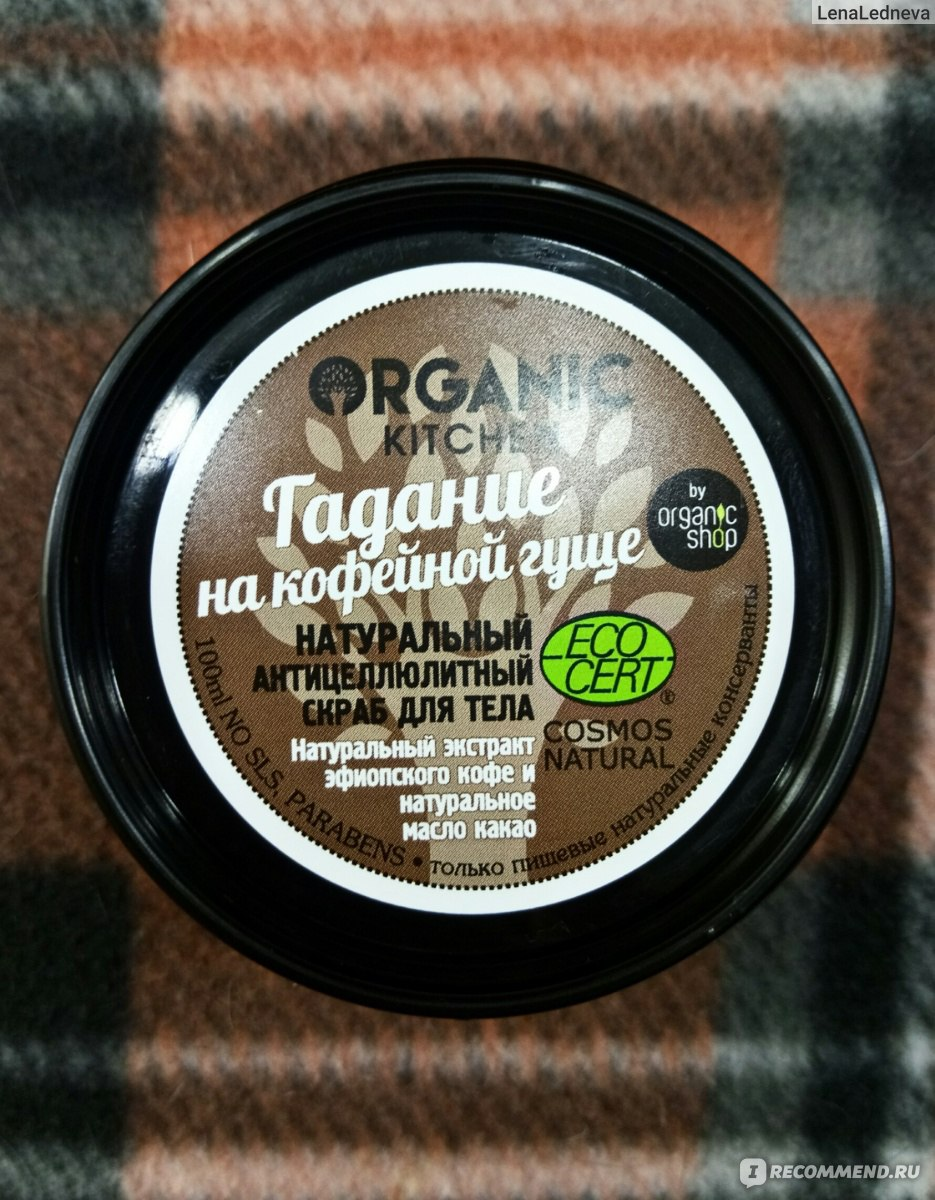 LenaLedneva
ORGANIC
KITCHEN
Гадание
на кофейной гуще
by
organic
shop
НАТУРАЛЬНЫЙ
АНТИЦЕЛЛЮЛИТНЫЙ
СКРАБ ДЛЯ ТЕЛА
ECO
CERT
®
COSMOS
NATURAL
Натуральный экстракт
эфиопского кофе и
натуральное
масло какао
100ml NO SLS, PARABENS • только пищевые натуральные консерванты
I RECOMMEND.RU